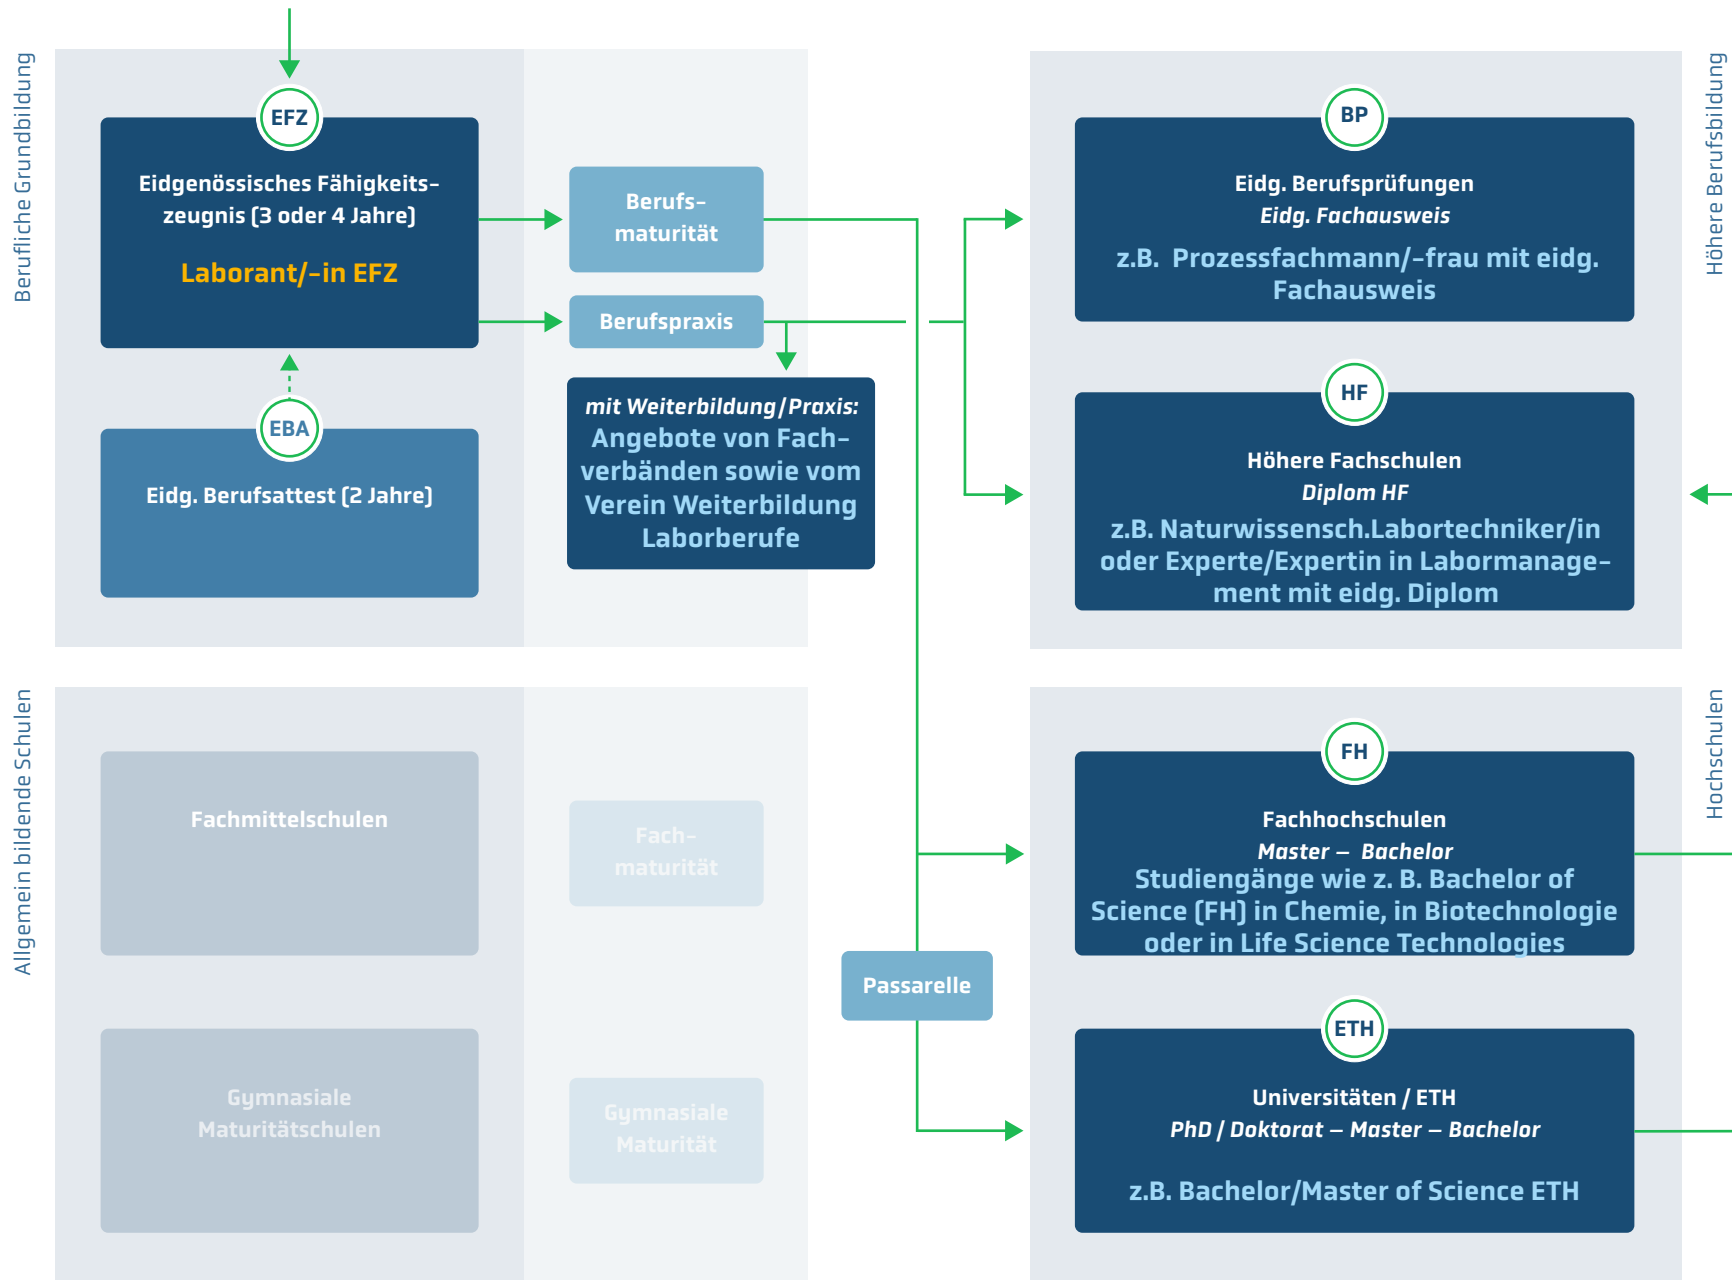 Berufliche Grundbildung
EFZ
Eidgenössisches Fähigkeits-
zeugnis (3 oder 4 Jahre)
Laborant/-in EFZ
EBA
Eidg. Berufsattest (2 Jahre)
Berufs-
maturität
Berufspraxis
mit Weiterbildung/Praxis:
Angebote von Fach-
verbänden sowie vom
Verein Weiterbildung
Laborberufe
Höhere Berufsbildung
BP
Eidg. Berufsprüfungen
Eidg. Fachausweis
z.B. Prozessfachmann/-frau mit eidg.
Fachausweis
HF
Höhere Fachschulen
Diplom HF
z.B. Naturwissensch.Labortechniker/in
oder Experte/Expertin in Labormanage-
ment mit eidg. Diplom
Allgemein bildende Schulen
Fachmittelschulen
Fach-
maturität
Gymnasiale
Maturitätschulen
Gymnasiale
Maturität
Passarelle
Hochschulen
FH
Fachhochschulen
Master – Bachelor
Studiengänge wie z. B. Bachelor of
Science (FH) in Chemie, in Biotechnologie
oder in Life Science Technologies
ETH
Universitäten / ETH
PhD / Doktorat – Master – Bachelor
z.B. Bachelor/Master of Science ETH